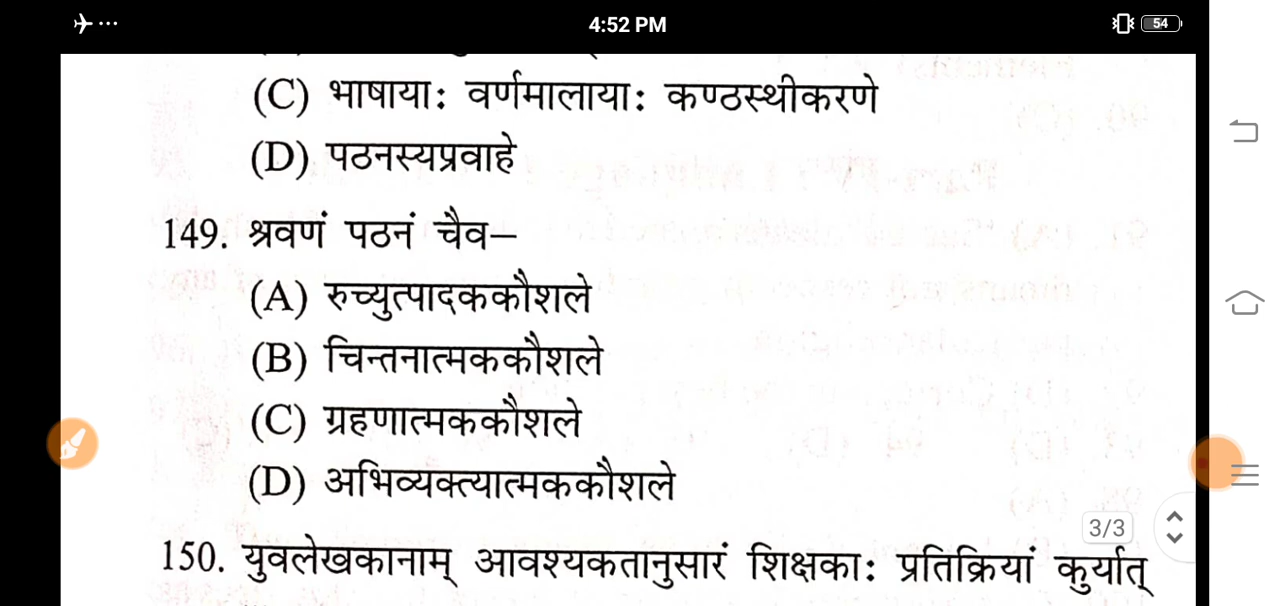 4:52 PM
54
(C) भाषायाः वर्णमालायाः कण्ठस्थीकरणे
(D) पठनस्यप्रवाहे
149. श्रवणं पठनं चैव—
(A) रुच्युत्पादककौशले
(B) चिन्तनात्मककौशले
(C) ग्रहणात्मककौशले
(D) अभिव्यक्त्यात्मककौशले
3/3
150. युवलेखकानाम् आवश्यकतानुसारं शिक्षकाः प्रतिक्रियां कुर्यात्